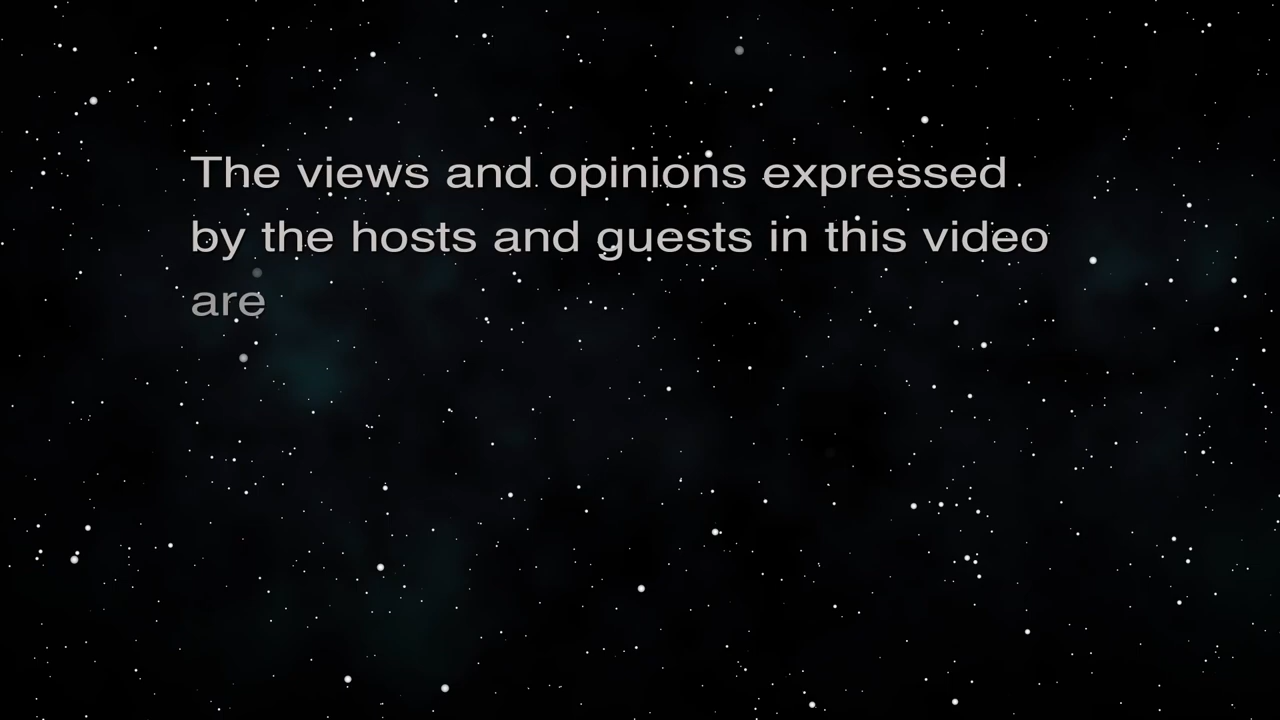 The views and opinions expressed
by the hosts and guests in this video
are